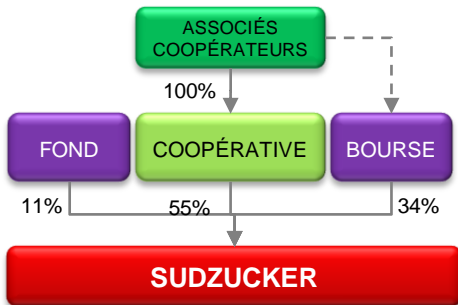 ASSOCIÉS
COOPÉRATEURS
100%
FOND
COOPÉRATIVE
BOURSE
11%
55%
34%
SUDZUCKER